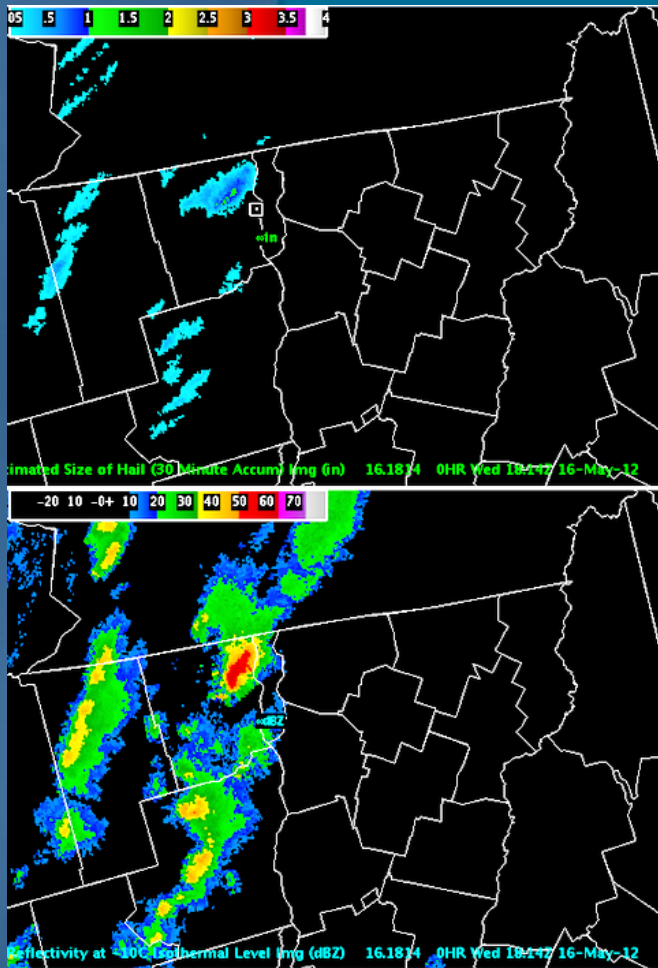 05 .5 1 1.5 2 2.5 3 3.5 4
∞in
timated Size of Hail (30 Minute Accum) Img (in) 16.1814 0HR Wed 18:14Z 16-May-12
-20 10 -0+ 10 20 30 40 50 60 70
∞dBZ
Reflectivity at -10C Isothermal Level Img (dBZ) 16.1814 0HR Wed 18:14Z 16-May-12